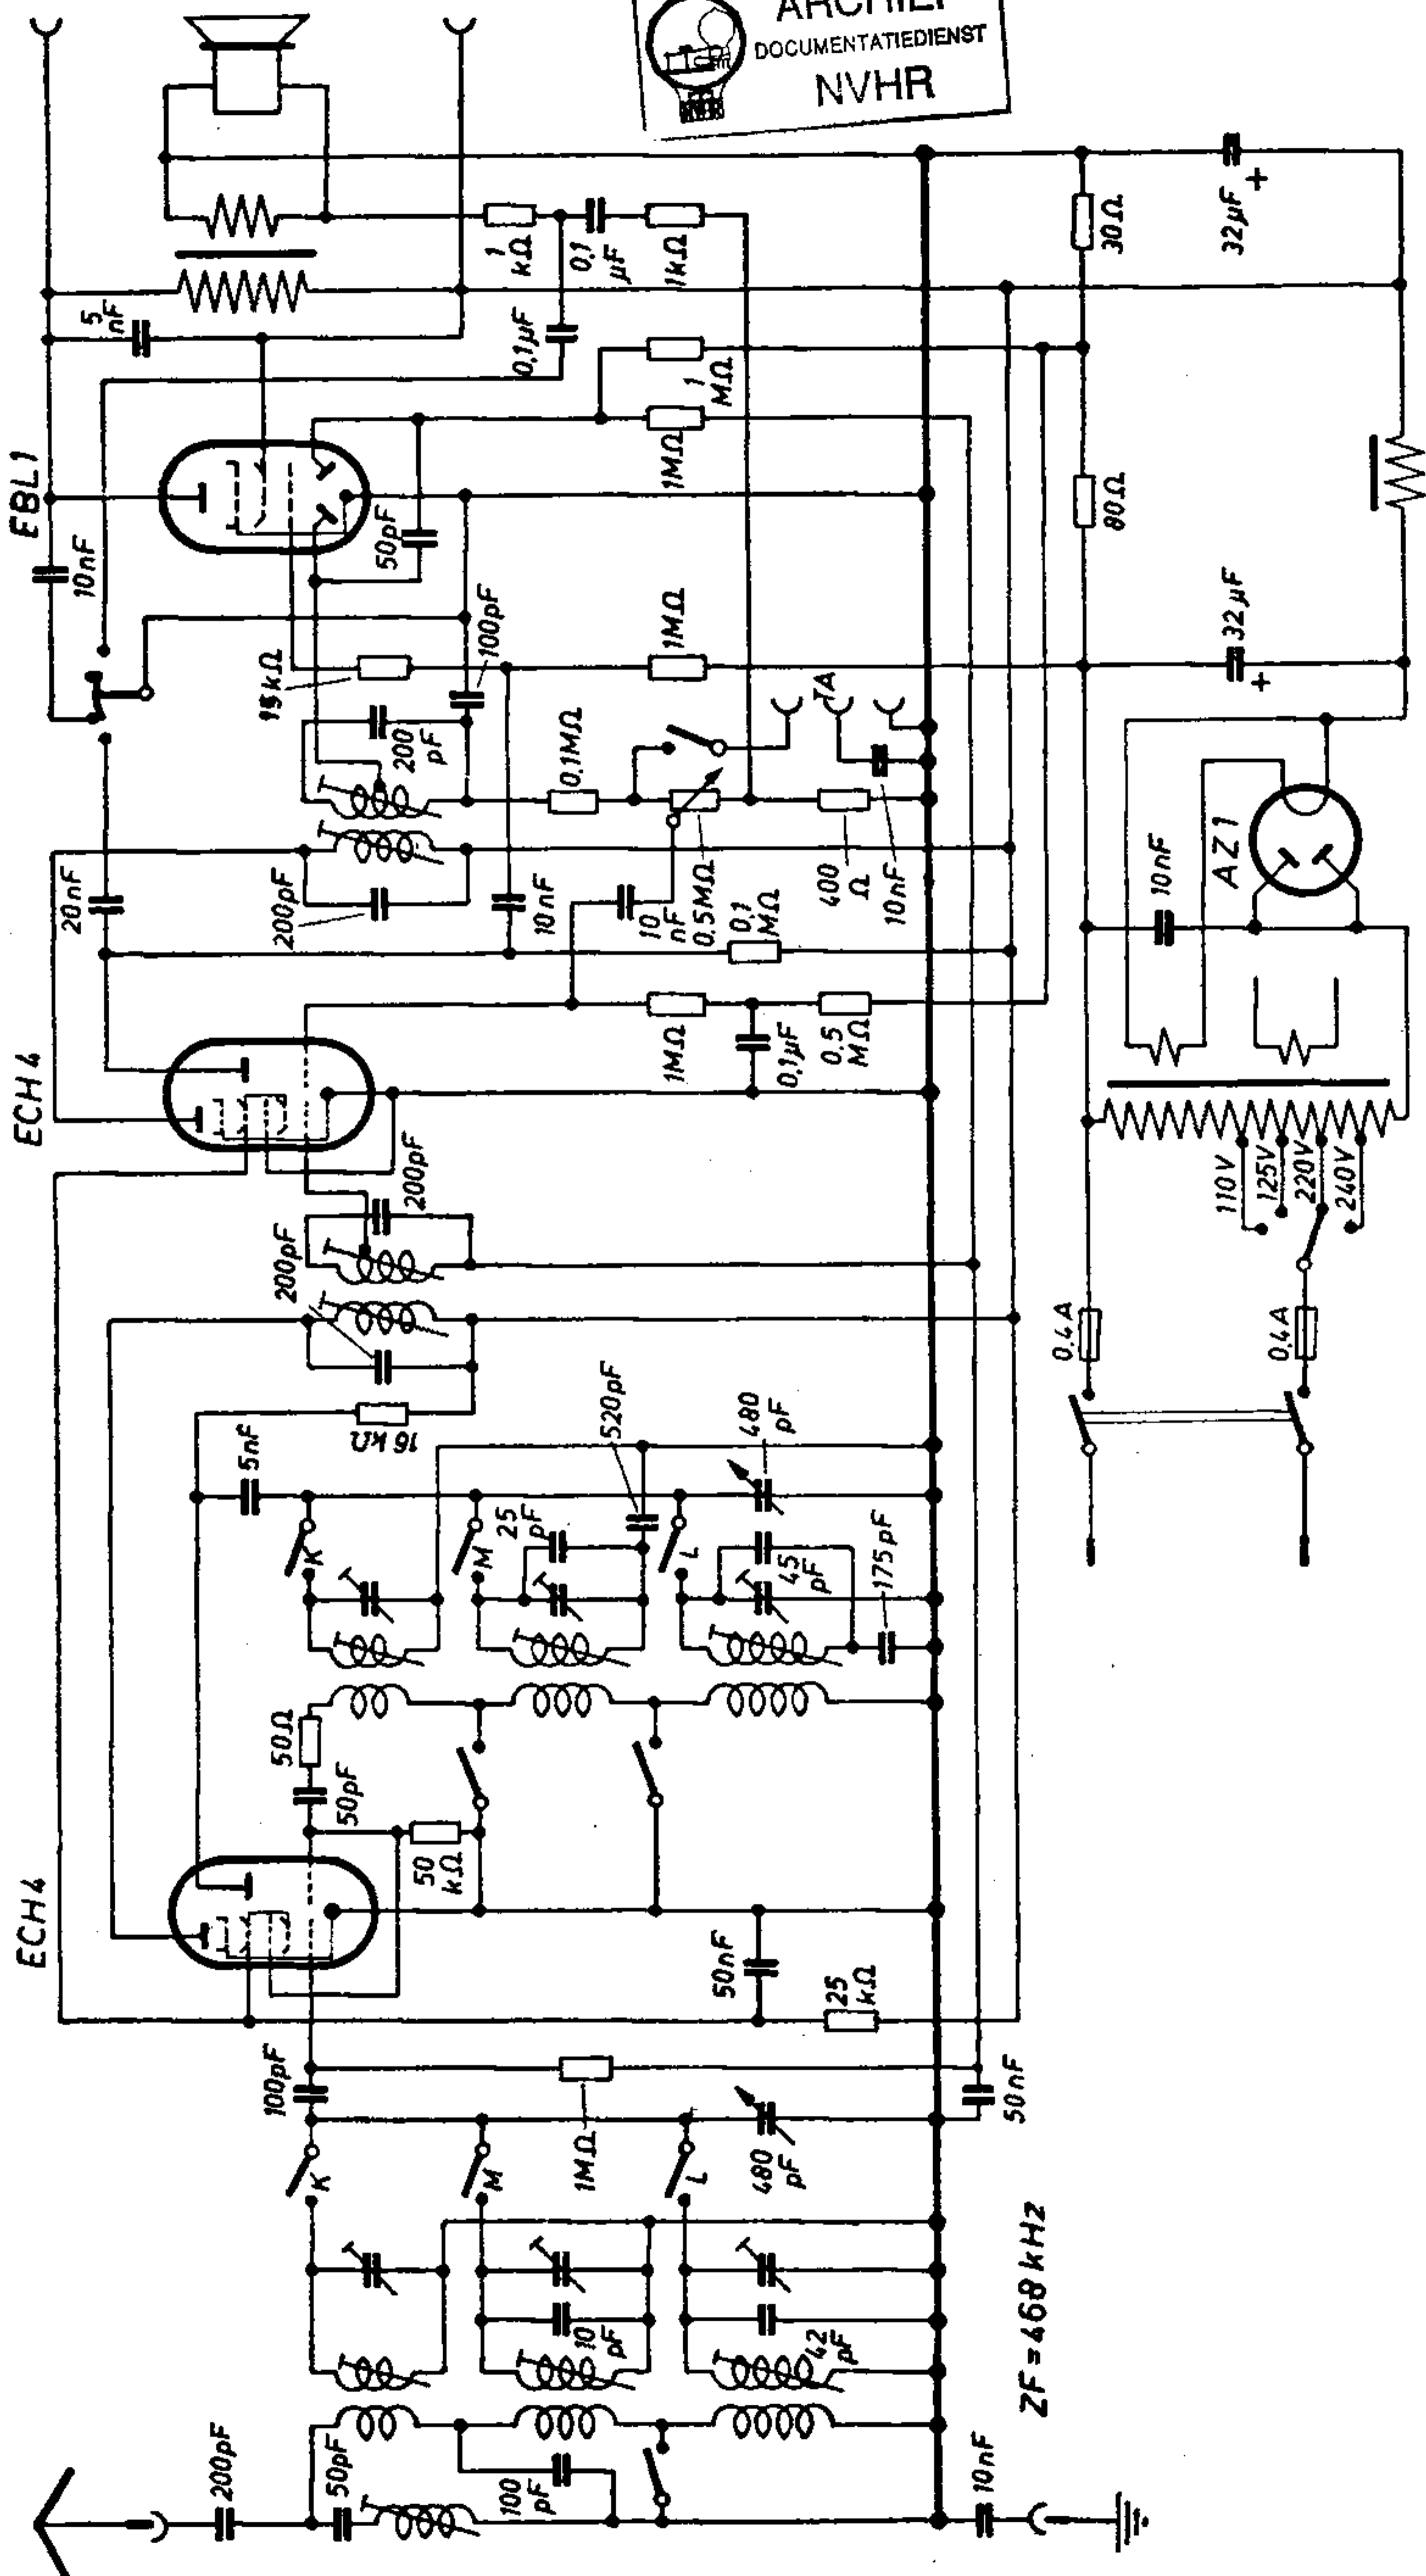 ARCHIEF
DOCUMENTATIEDIENST
NVHR
EBL1
ECH4
ECH4
5
nF
1
kΩ
0,1
µF
1kΩ
0,1µF
1
MΩ
1MΩ
30Ω
32µF
+
10nF
50pF
80Ω
15kΩ
100pF
1MΩ
32µF
+
200
pF
TA
0,1MΩ
20nF
200pF
10nF
10
nF
0.5MΩ
0,1
MΩ
400
Ω
10nF
10nF
AZ1
1MΩ
0,1µF
0.5
MΩ
200pF
200pF
110V
125V
220V
240V
0,4A
0,4A
16kΩ
5nF
520pF
480
pF
K
M
25
pF
L
45
pF
175pF
50Ω
50pF
50
kΩ
50nF
25
kΩ
100pF
1MΩ
480
pF
50nF
K
M
L
10
pF
42
pF
200pF
50pF
100
pF
10nF
ZF=468kHz